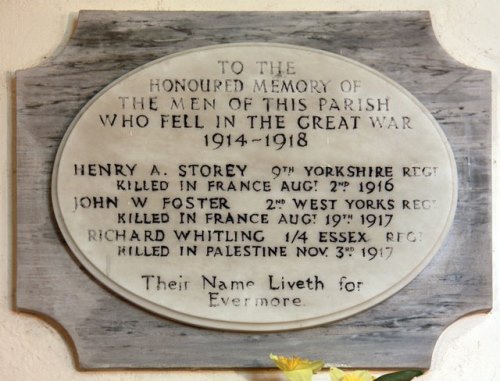 TO THE
HONOURED MEMORY OF
THE MEN OF THIS PARISH
WHO FELL IN THE GREAT WAR
1914~1918
HENRY A. STOREY 9TH YORKSHIRE REGT
KILLED IN FRANCE AUGT 2ND 1916
JOHN W FOSTER 2ND WEST YORKS REGT
KILLED IN FRANCE AUGT 19TH 1917
RICHARD WHITLING 1/4 ESSEX REGT
KILLED IN PALESTINE NOV. 3RD 1917
Their Name Liveth for
Evermore.